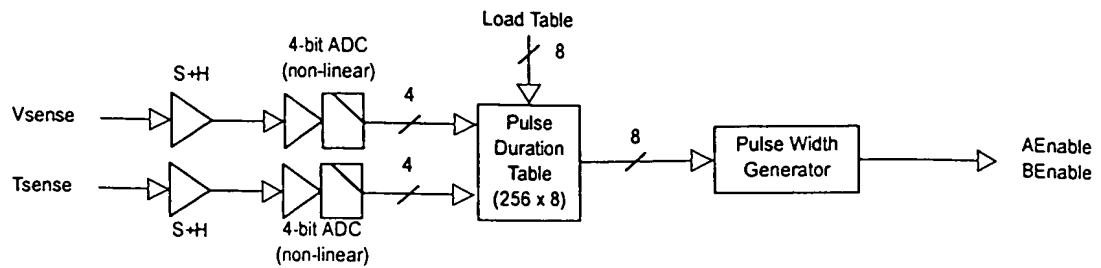 Load Table
8
4-bit ADC
(non-linear)
S+H
4
Vsense
Pulse
Duration
Table
(256 x 8)
8
Pulse Width
Generator
AEnable
BEnable
Tsense
4
S+H
4-bit ADC
(non-linear)